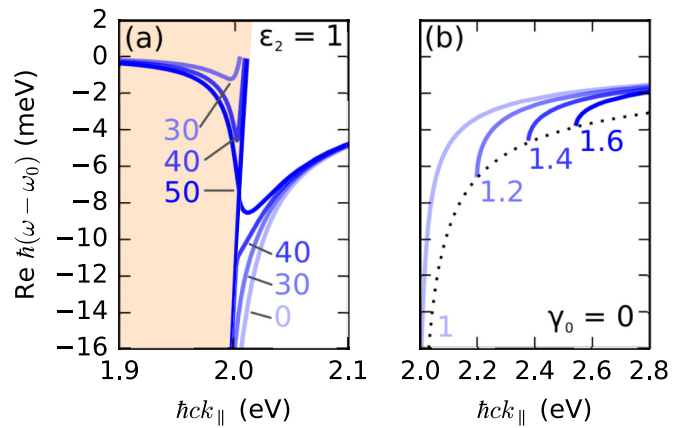 (a) ε₂ = 1
(b)
Re ħ(ω − ω₀) (meV)
2
0
−2
−4
−6
−8
−10
−12
−14
−16
30
40
50
40
30
0
1.6
1.4
1.2
1
γ₀ = 0
1.9 2.0 2.1
2.0 2.2 2.4 2.6 2.8
ħck∥ (eV)
ħck∥ (eV)